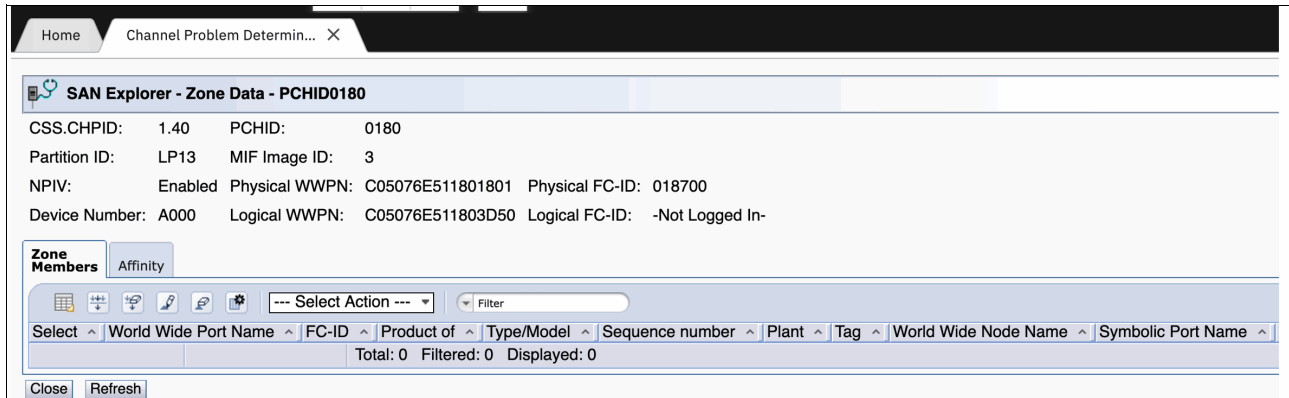 Home Channel Problem Determin... ✕
SAN Explorer - Zone Data - PCHID0180
CSS.CHPID: 1.40 PCHID: 0180
Partition ID: LP13 MIF Image ID: 3
NPIV: Enabled Physical WWPN: C05076E511801801 Physical FC-ID: 018700
Device Number: A000 Logical WWPN: C05076E511803D50 Logical FC-ID: -Not Logged In-
Zone
Members Affinity
--- Select Action --- Filter
Select World Wide Port Name FC-ID Product of Type/Model Sequence number Plant Tag World Wide Node Name Symbolic Port Name
Total: 0 Filtered: 0 Displayed: 0
Close Refresh